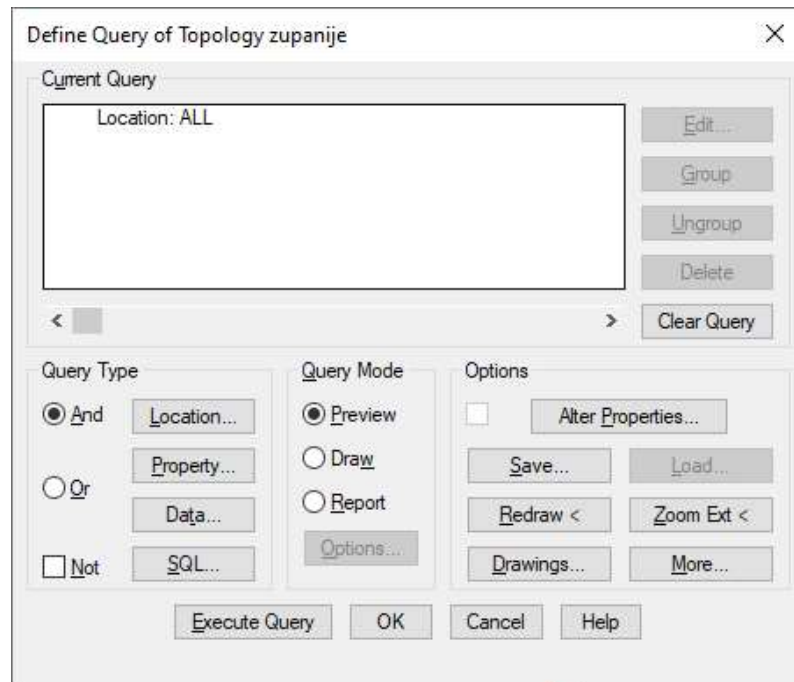 Define Query of Topology zupanije
Current Query
Location: ALL
Edit...
Group
Ungroup
Delete
Clear Query
Query Type
And
Location...
Property...
Or
Data...
Not
SQL...
Query Mode
Preview
Draw
Report
Options...
Options
Alter Properties...
Save...
Load...
Redraw <
Zoom Ext <
Drawings...
More...
Execute Query
OK
Cancel
Help